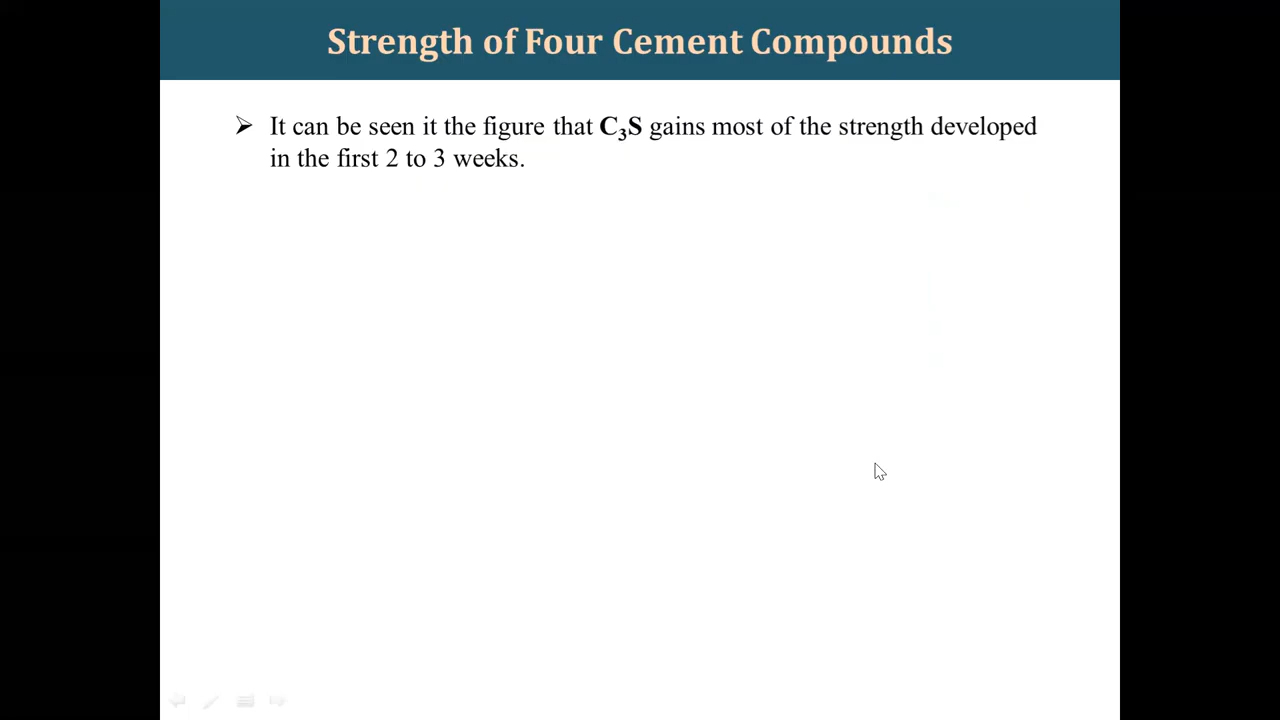 Strength of Four Cement Compounds
➢ It can be seen it the figure that C₃S gains most of the strength developed
in the first 2 to 3 weeks.